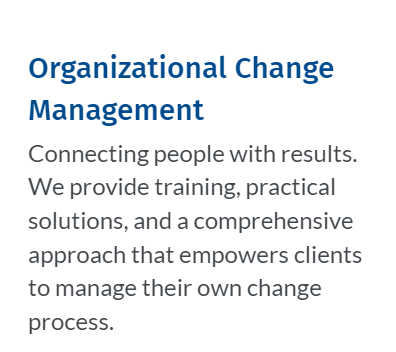 Organizational Change
Management
Connecting people with results.
We provide training, practical
solutions, and a comprehensive
approach that empowers clients
to manage their own change
process.